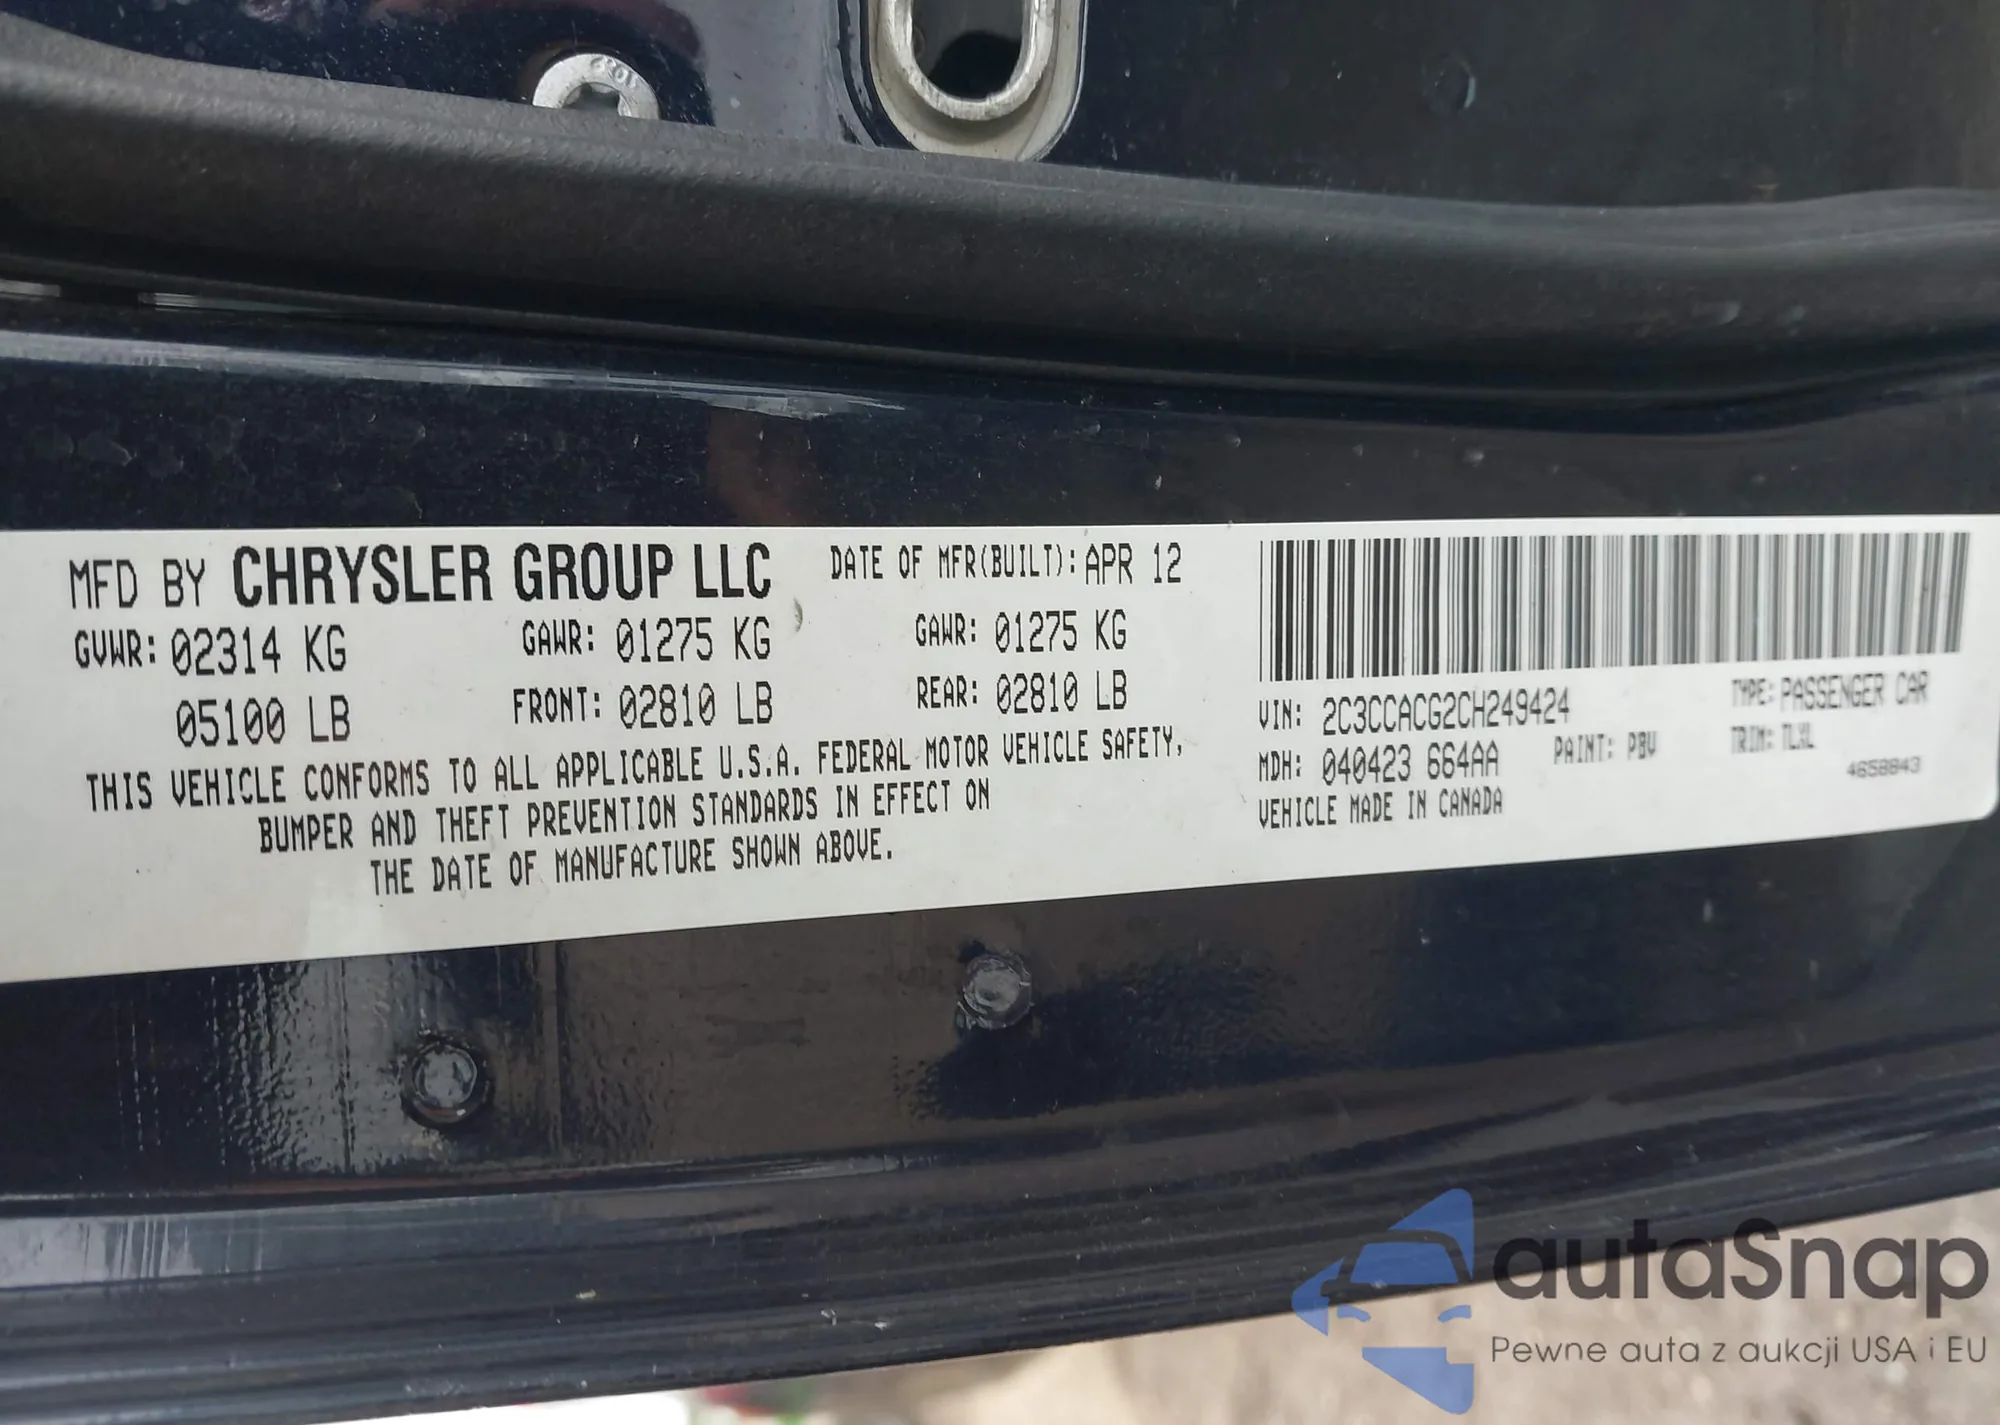 MFD BY CHRYSLER GROUP LLC DATE OF MFR(BUILT): APR 12
GVWR: 02314 KG GAWR: 01275 KG GAWR: 01275 KG
05100 LB FRONT: 02810 LB REAR: 02810 LB
THIS VEHICLE CONFORMS TO ALL APPLICABLE U.S.A. FEDERAL MOTOR VEHICLE SAFETY,
BUMPER AND THEFT PREVENTION STANDARDS IN EFFECT ON
THE DATE OF MANUFACTURE SHOWN ABOVE.
VIN: 2C3CCACG2CH249424 TYPE: PASSENGER CAR
MDH: 040423 664AA PAINT: PBV TRIM: TLXL
VEHICLE MADE IN CANADA 4658843
autaSnap
Pewne auta z aukcji USA i EU